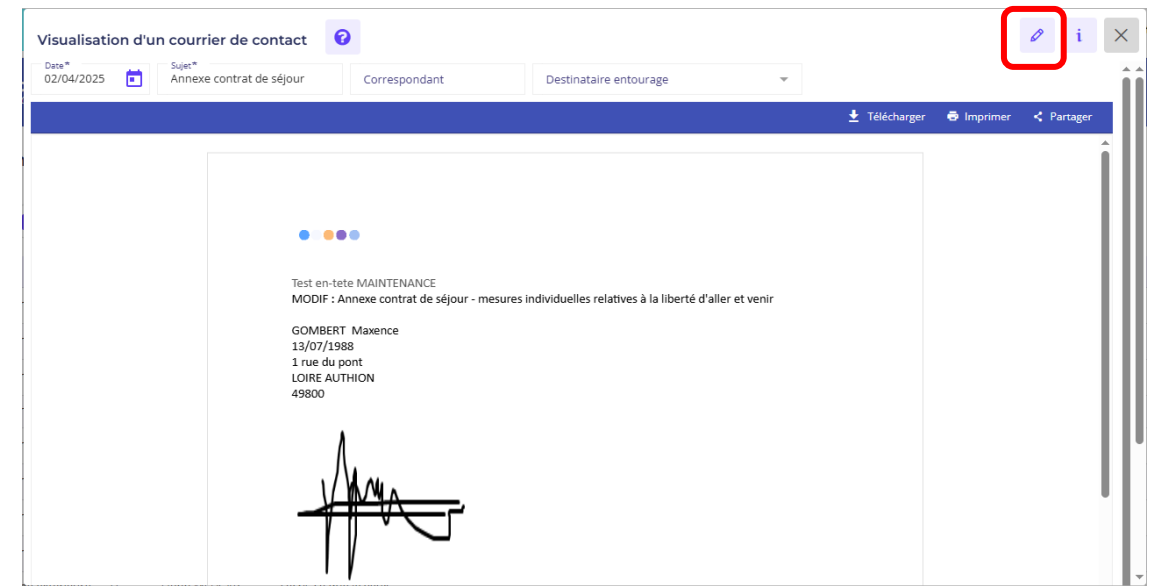 Visualisation d'un courrier de contact
Date*
02/04/2025
Sujet*
Annexe contrat de séjour
Correspondant
Destinataire entourage
Télécharger
Imprimer
Partager
Test en-tete MAINTENANCE
MODIF : Annexe contrat de séjour - mesures individuelles relatives à la liberté d'aller et venir
GOMBERT Maxence
13/07/1988
1 rue du pont
LOIRE AUTHION
49800